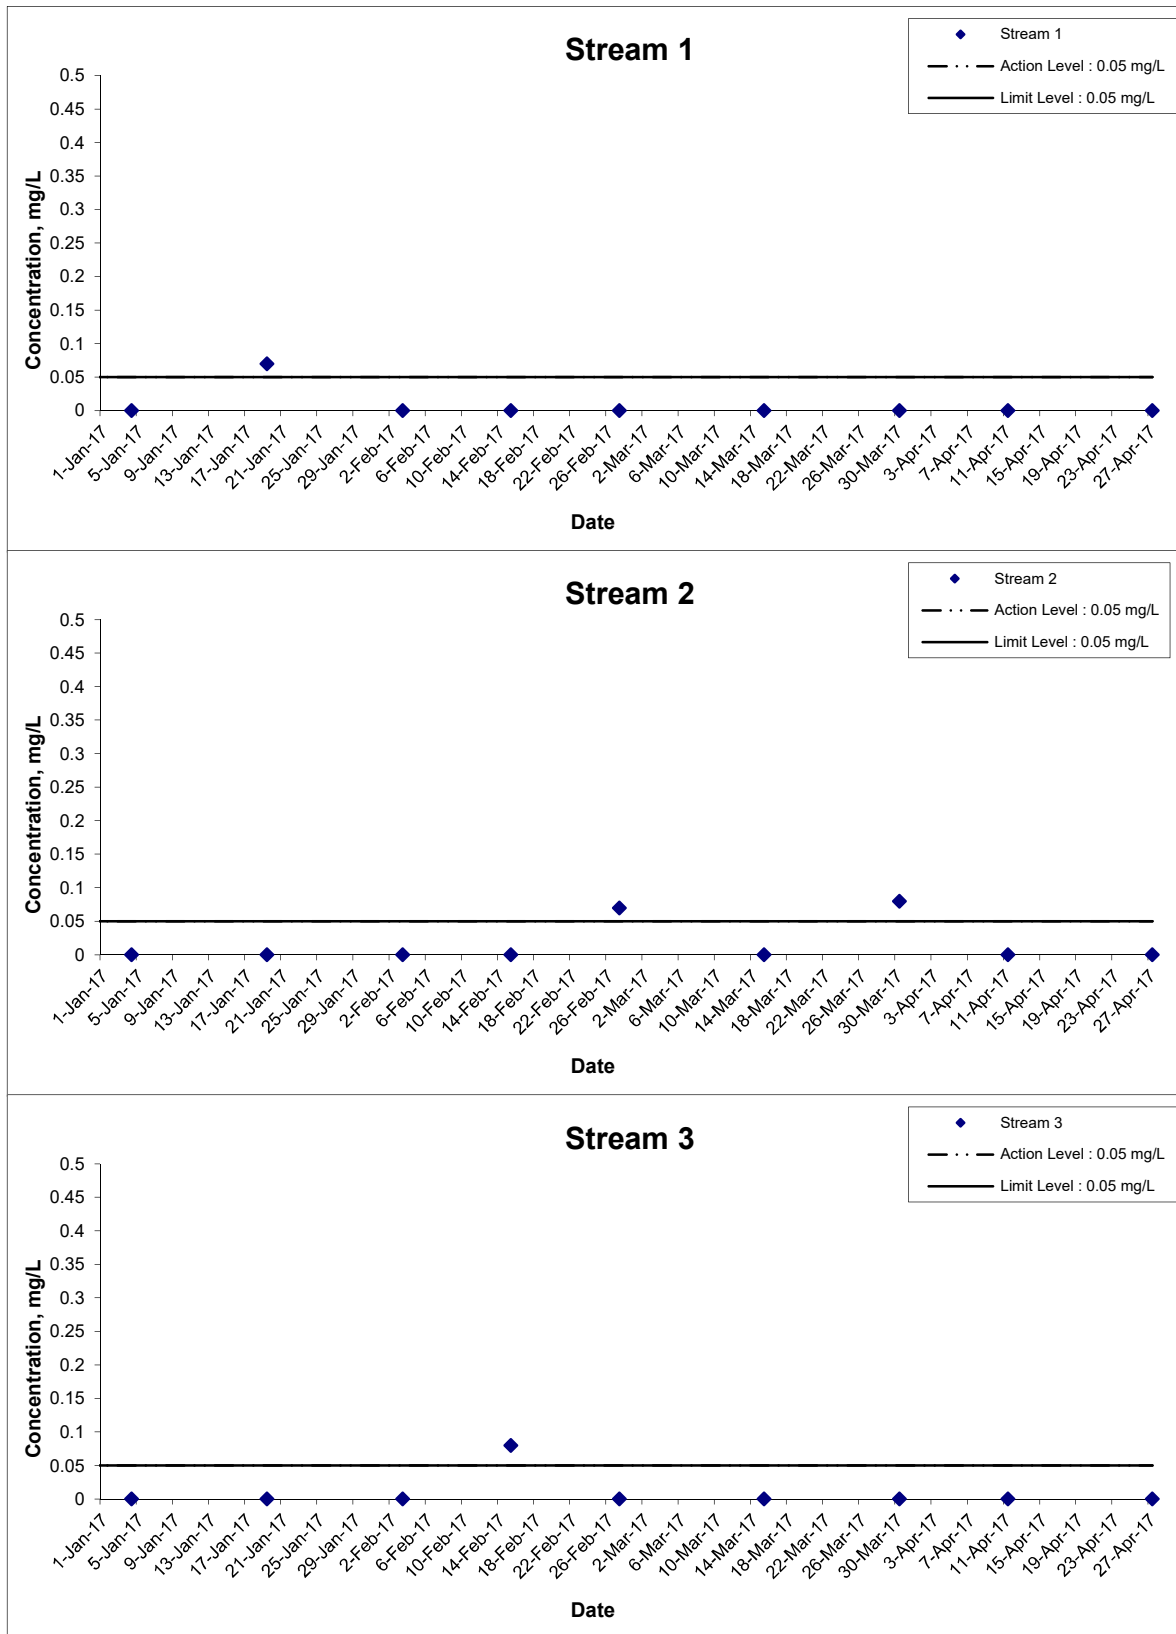 Stream 1
Stream 1
Action Level : 0.05 mg/L
Limit Level : 0.05 mg/L
Concentration, mg/L
0.5
0.45
0.4
0.35
0.3
0.25
0.2
0.15
0.1
0.05
0
1-Jan-17
5-Jan-17
9-Jan-17
13-Jan-17
17-Jan-17
21-Jan-17
25-Jan-17
29-Jan-17
2-Feb-17
6-Feb-17
10-Feb-17
14-Feb-17
18-Feb-17
22-Feb-17
26-Feb-17
2-Mar-17
6-Mar-17
10-Mar-17
14-Mar-17
18-Mar-17
22-Mar-17
26-Mar-17
30-Mar-17
3-Apr-17
7-Apr-17
11-Apr-17
15-Apr-17
19-Apr-17
23-Apr-17
27-Apr-17
Date
Stream 2
Stream 2
Action Level : 0.05 mg/L
Limit Level : 0.05 mg/L
Concentration, mg/L
0.5
0.45
0.4
0.35
0.3
0.25
0.2
0.15
0.1
0.05
0
1-Jan-17
5-Jan-17
9-Jan-17
13-Jan-17
17-Jan-17
21-Jan-17
25-Jan-17
29-Jan-17
2-Feb-17
6-Feb-17
10-Feb-17
14-Feb-17
18-Feb-17
22-Feb-17
26-Feb-17
2-Mar-17
6-Mar-17
10-Mar-17
14-Mar-17
18-Mar-17
22-Mar-17
26-Mar-17
30-Mar-17
3-Apr-17
7-Apr-17
11-Apr-17
15-Apr-17
19-Apr-17
23-Apr-17
27-Apr-17
Date
Stream 3
Stream 3
Action Level : 0.05 mg/L
Limit Level : 0.05 mg/L
Concentration, mg/L
0.5
0.45
0.4
0.35
0.3
0.25
0.2
0.15
0.1
0.05
0
1-Jan-17
5-Jan-17
9-Jan-17
13-Jan-17
17-Jan-17
21-Jan-17
25-Jan-17
29-Jan-17
2-Feb-17
6-Feb-17
10-Feb-17
14-Feb-17
18-Feb-17
22-Feb-17
26-Feb-17
2-Mar-17
6-Mar-17
10-Mar-17
14-Mar-17
18-Mar-17
22-Mar-17
26-Mar-17
30-Mar-17
3-Apr-17
7-Apr-17
11-Apr-17
15-Apr-17
19-Apr-17
23-Apr-17
27-Apr-17
Date